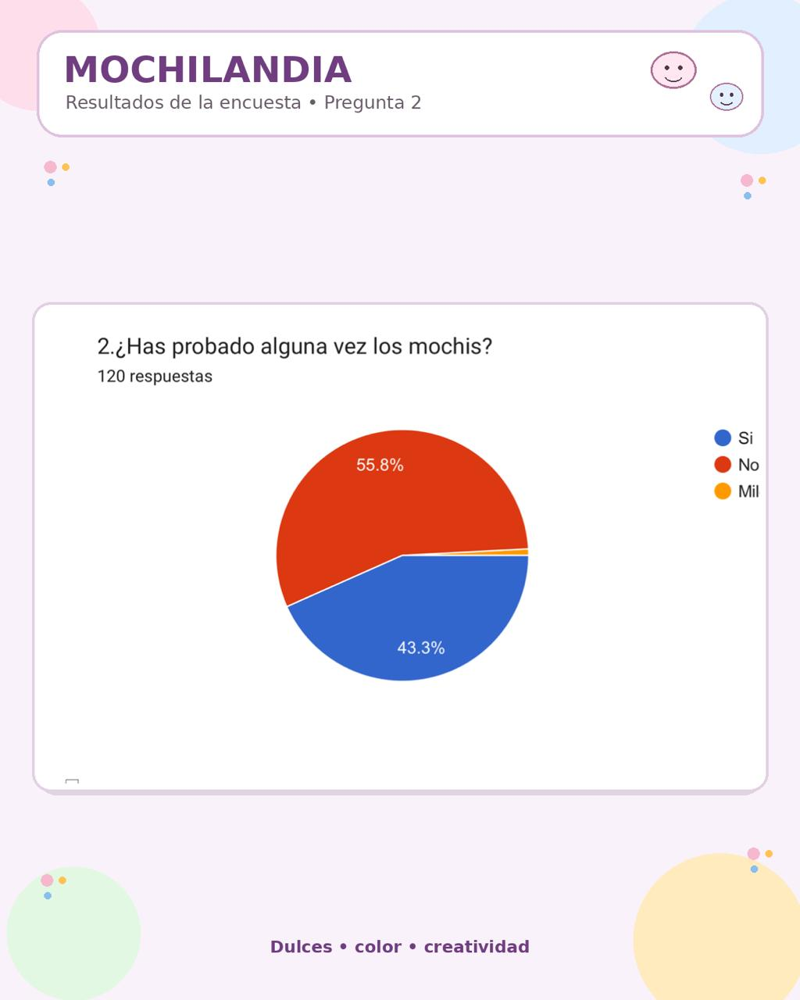 MOCHILANDIA
Resultados de la encuesta • Pregunta 2
2.¿Has probado alguna vez los mochis?
120 respuestas
Si
No
Mil
55.8%
43.3%
Dulces • color • creatividad